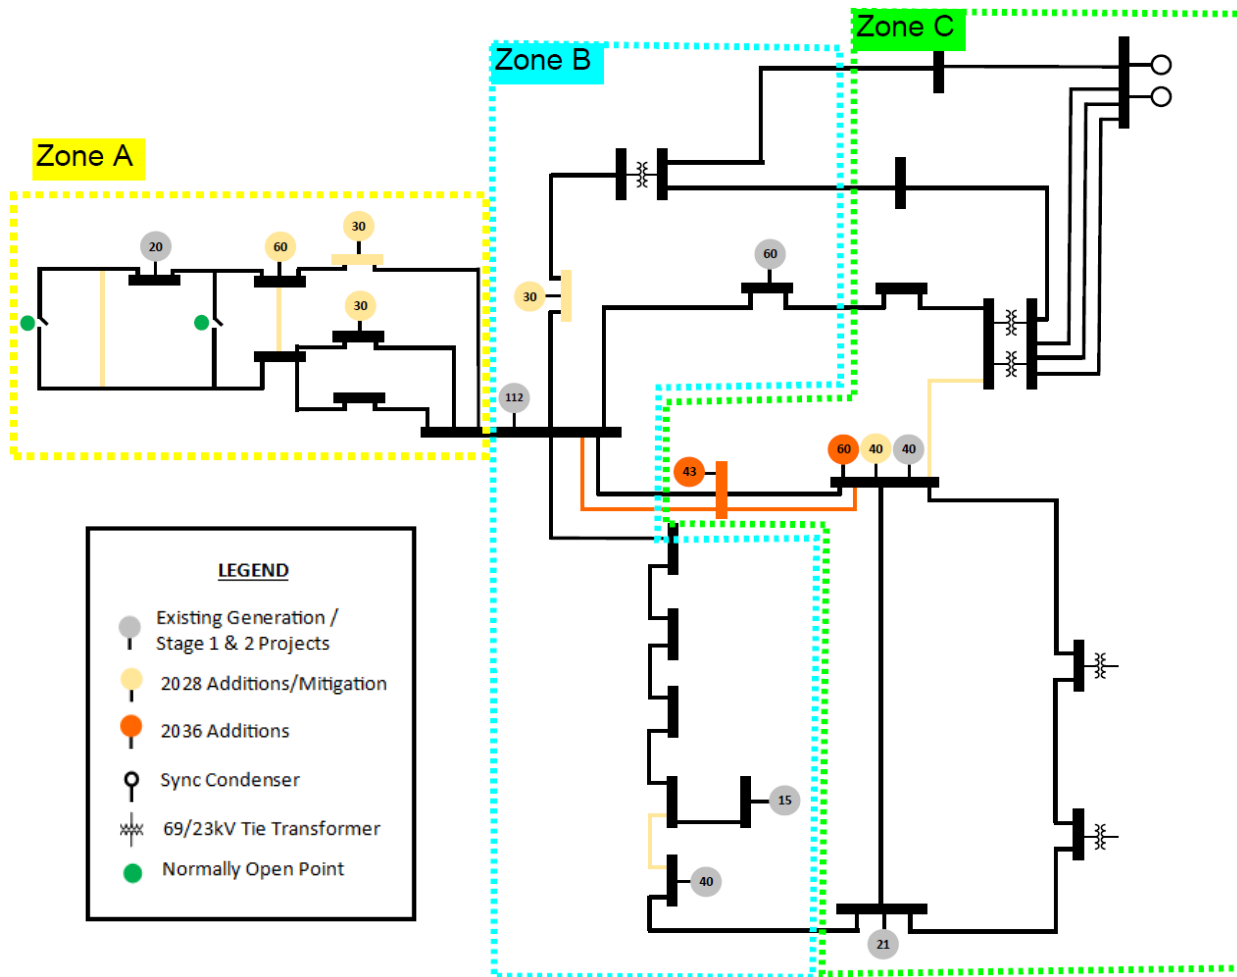 Zone C
Zone B
Zone A
20
60
30
30
30
60
112
60
40
40
43
15
40
21
LEGEND
Existing Generation /
Stage 1 & 2 Projects
2028 Additions/Mitigation
2036 Additions
Sync Condenser
69/23kV Tie Transformer
Normally Open Point